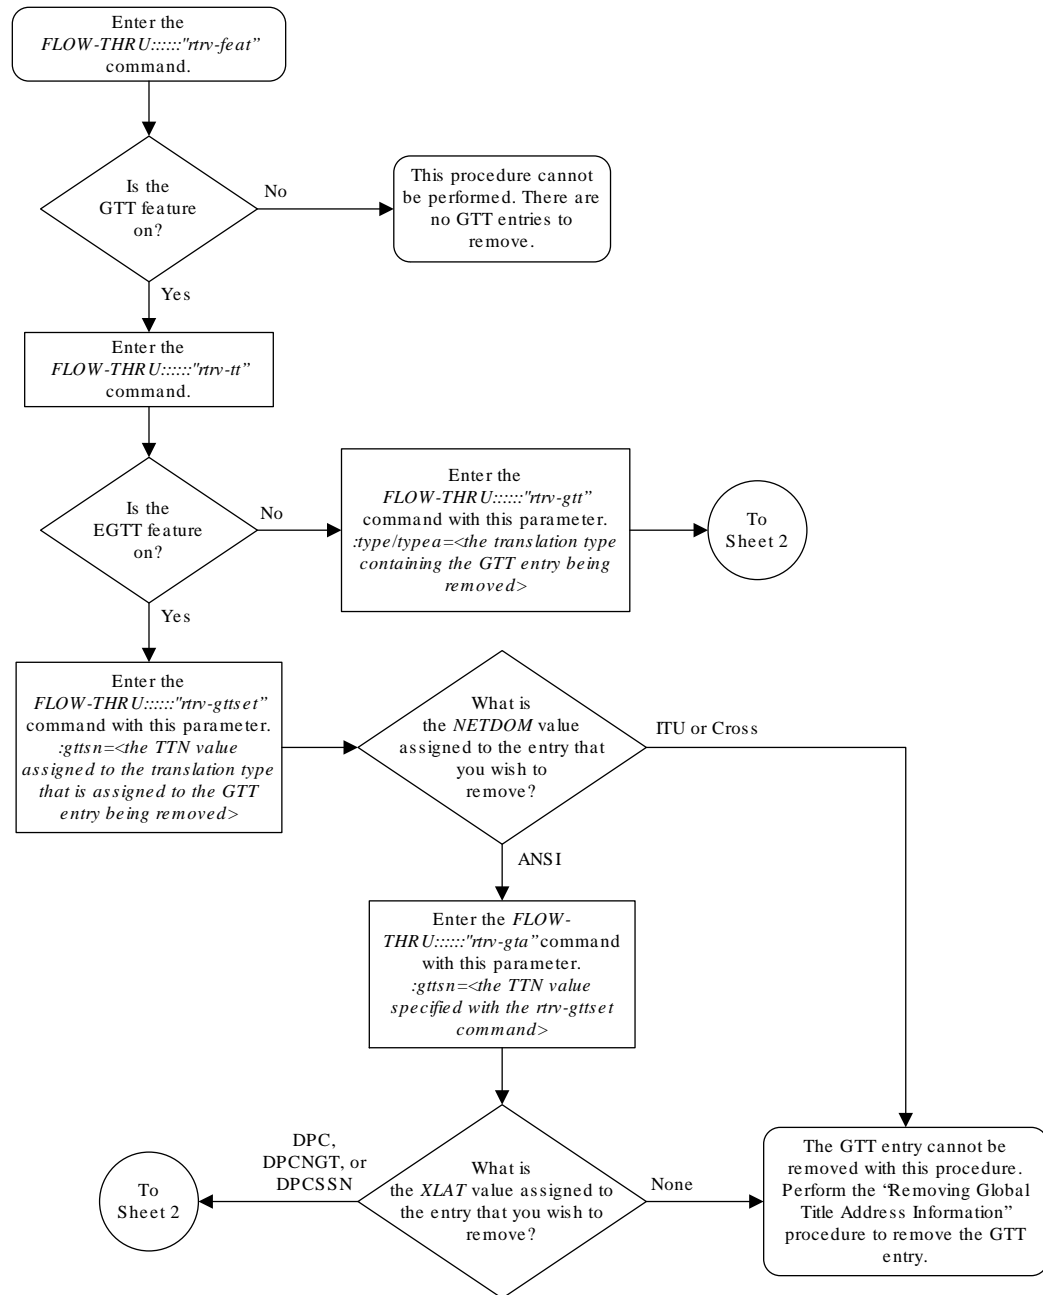 Enter the
FLOW-THRU::::::"rtrv-feat”
command.
Is the
GTT feature
on?
No
This procedure cannot
be performed. There are
no GTT entries to
remove.
Yes
Enter the
FLOW-THRU::::::"rtrv-tt”
command.
Is the
EGTT feature
on?
No
Enter the
FLOW-THRU::::::"rtrv-gtt”
command with this parameter.
:type/typea=<the translation type
containing the GTT entry being
removed>
To
Sheet 2
Yes
Enter the
FLOW-THRU::::::"rtrv-gttset”
command with this parameter.
:gttsn=<the TTN value
assigned to the translation type
that is assigned to the GTT
entry being removed>
What is
the NETDOM value
assigned to the entry that
you wish to
remove?
ITU or Cross
ANSI
Enter the FLOW-
THRU::::::"rtrv-gta” command
with this parameter.
:gttsn=<the TTN value
specified with the rtrv-gttset
command>
What is
the XLAT value assigned to
the entry that you wish to
remove?
DPC,
DPCNGT, or
DPCSSN
To
Sheet 2
None
The GTT entry cannot be
removed with this procedure.
Perform the “Removing Global
Title Address Information”
procedure to remove the GTT
entry.